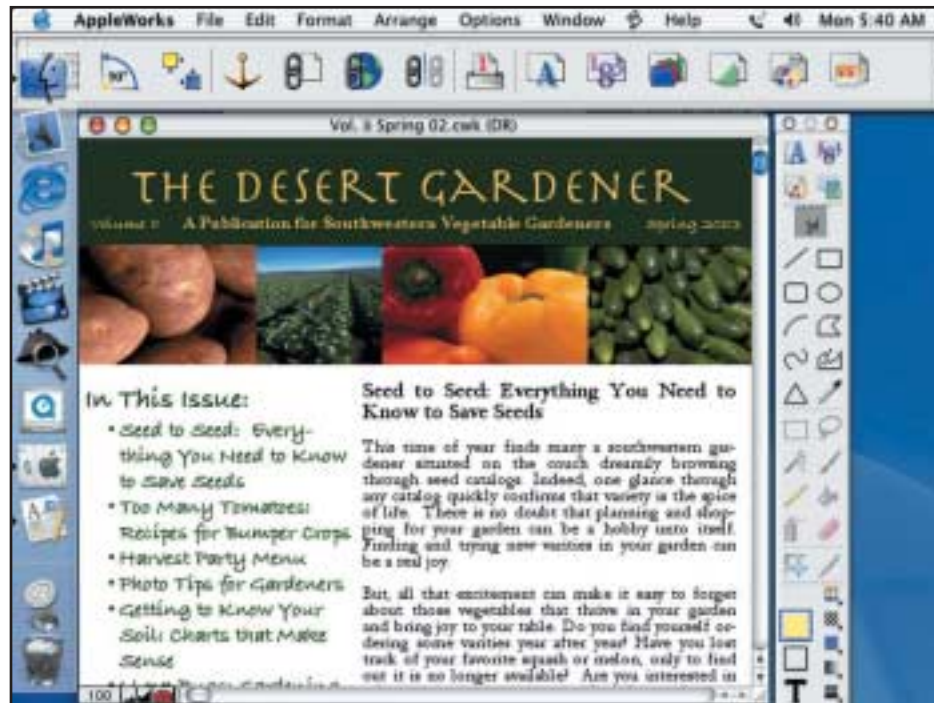 AppleWorks File Edit Format Arrange Options Window Help Mon 5:40 AM
90°
Vol. ii Spring 02.cwk (DR)
THE DESERT GARDENER
Volume II A Publication for Southwestern Vegetable Gardeners Spring 2002
In This Issue:
• Seed to Seed: Every-
thing You Need to Know
to Save Seeds
• Too Many Tomatoes:
Recipes for Bumper Crops
• Harvest Party Menu
• Photo Tips for Gardeners
• Getting to Know Your
Soil: Charts that Make
Sense
Seed to Seed: Everything You Need to
Know to Save Seeds
This time of year finds many a southwestern gar-
dener situated on the couch dreamily browsing
through seed catalogs. Indeed, one glance through
any catalog quickly confirms that variety is the spice
of life. There is no doubt that planning and shop-
ping for your garden can be a hobby unto itself.
Finding and trying new varities in your garden can
be a real joy.
But, all that excitement can make it easy to forget
about those vegetables that thrive in your garden
and bring joy to your table. Do you find yourself or-
dering some varities year after year? Have you lost
track of your favorite squash or melon, only to find
out it is no longer available? Are you interested in
100